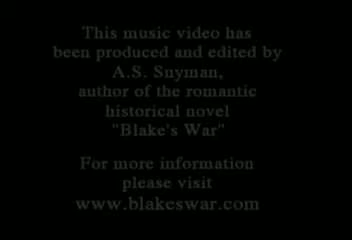 This music video has
been produced and edited by
A.S. Snyman,
author of the romantic
historical novel
"Blake's War"
For more information
please visit
www.blakeswar.com